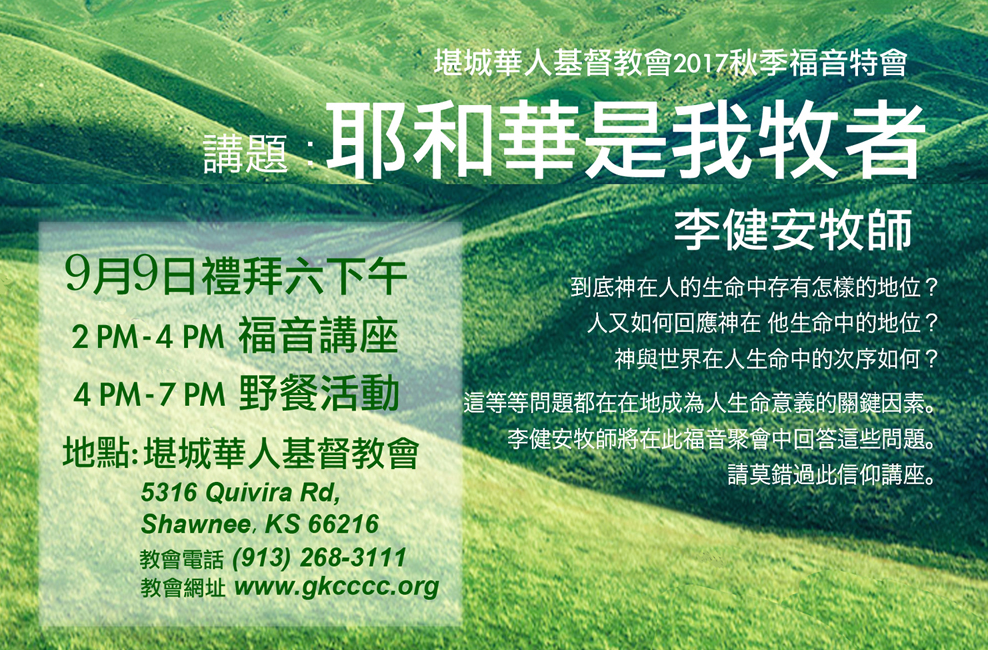 堪城華人基督教會2017秋季福音特會
講題：耶和華是我牧者
李健安牧師
到底神在人的生命中存有怎樣的地位？
人又如何回應神在 他生命中的地位？
神與世界在人生命中的次序如何？
這等等問題都在在地成為人生命意義的關鍵因素。
李健安牧師將在此福音聚會中回答這些問題。
請莫錯過此信仰講座。
9月9日禮拜六下午
2 PM-4 PM 福音講座
4 PM-7 PM 野餐活動
地點:堪城華人基督教會
5316 Quivira Rd,
Shawnee, KS 66216
教會電話 (913) 268-3111
教會網址 www.gkcccc.org